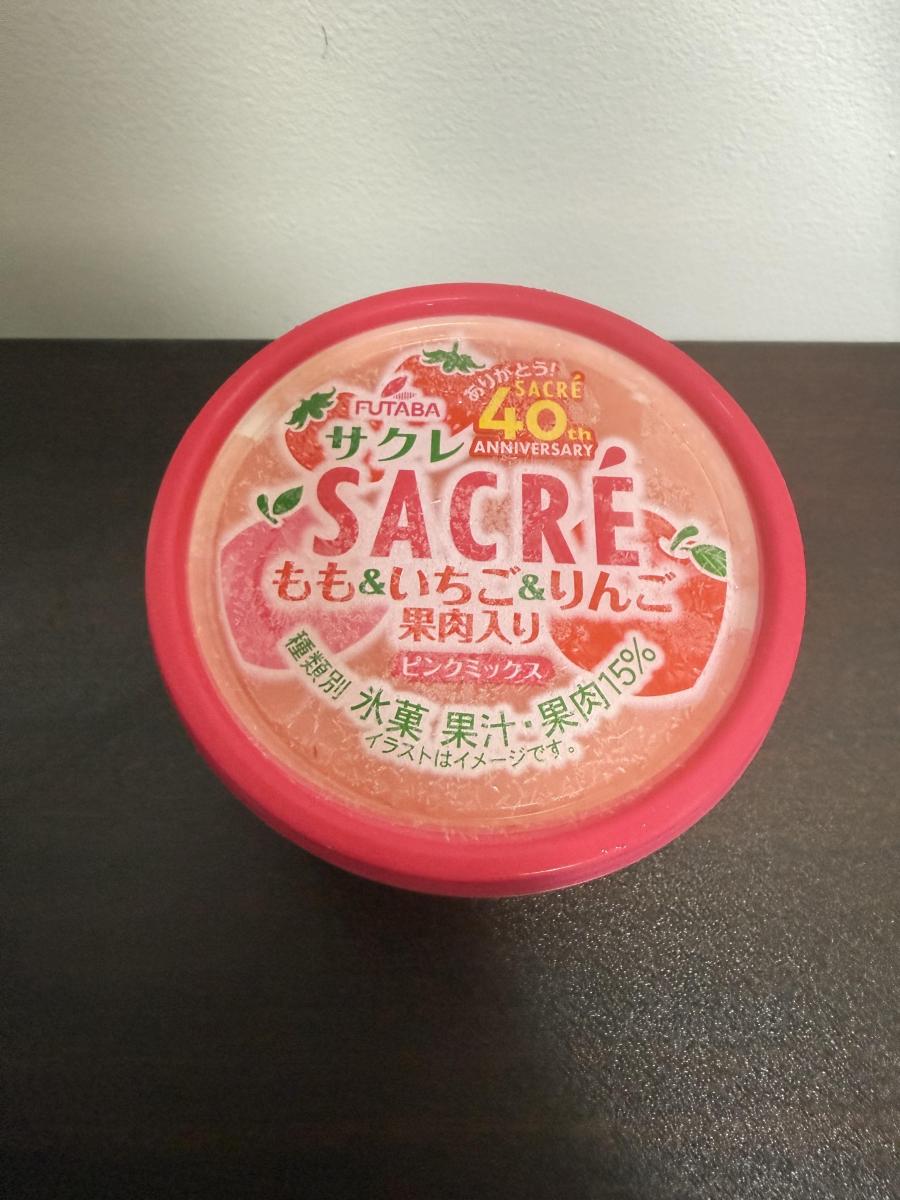 FUTABA
ありがとう!
SACRÉ
40th
ANNIVERSARY
サクレ
SACRÉ
もも&いちご&りんご
果肉入り
ピンクミックス
種類別 氷菓 果汁・果肉15%
イラストはイメージです。